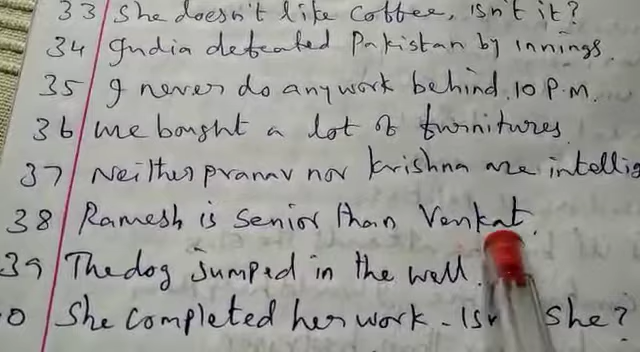 33 She doesn't like coffee, isn't it?
34 India defeated Pakistan by innings.
35 I never do any work behind 10 P.M.
36 We bought a lot of furnitures.
37 Neither pranav nor Krishna are intellig
38 Ramesh is senior than Venkat.
39 The dog jumped in the well.
0 She completed her work - Isn she?